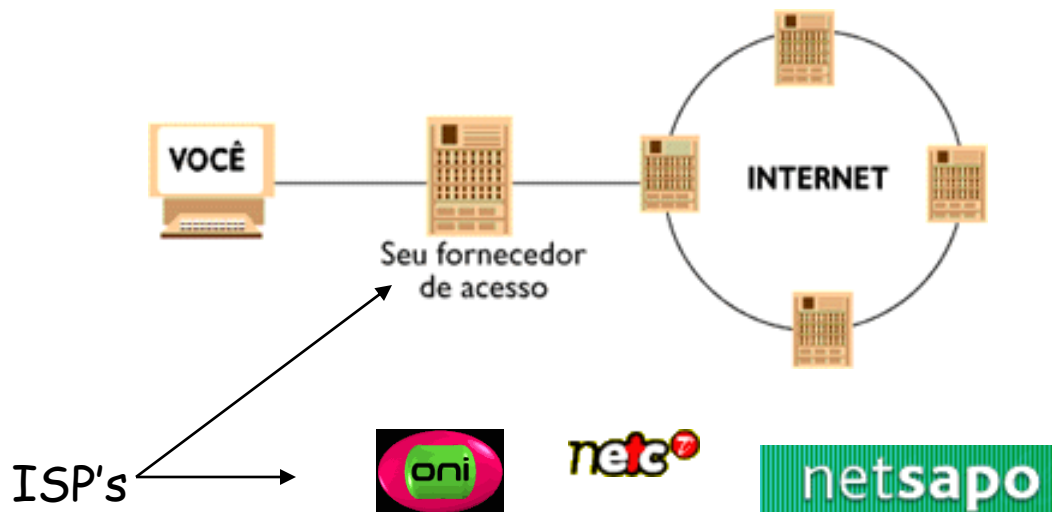 VOCÊ
INTERNET
Seu fornecedor
de acesso
ISP's
oni
netc
netsapo